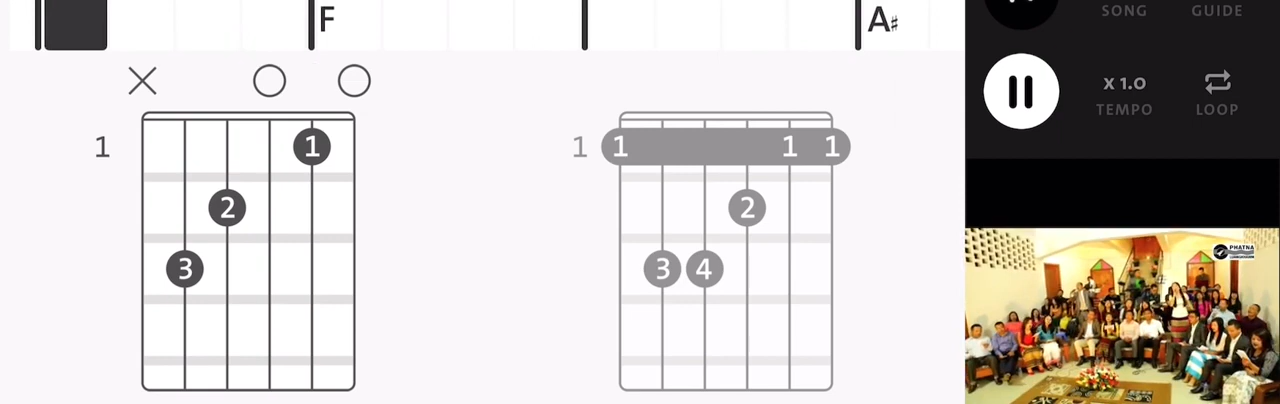 F
A♯
SONG GUIDE
X 1.0
TEMPO LOOP
1
1
2
3
1
1 1 1
2
3 4
PHATNA